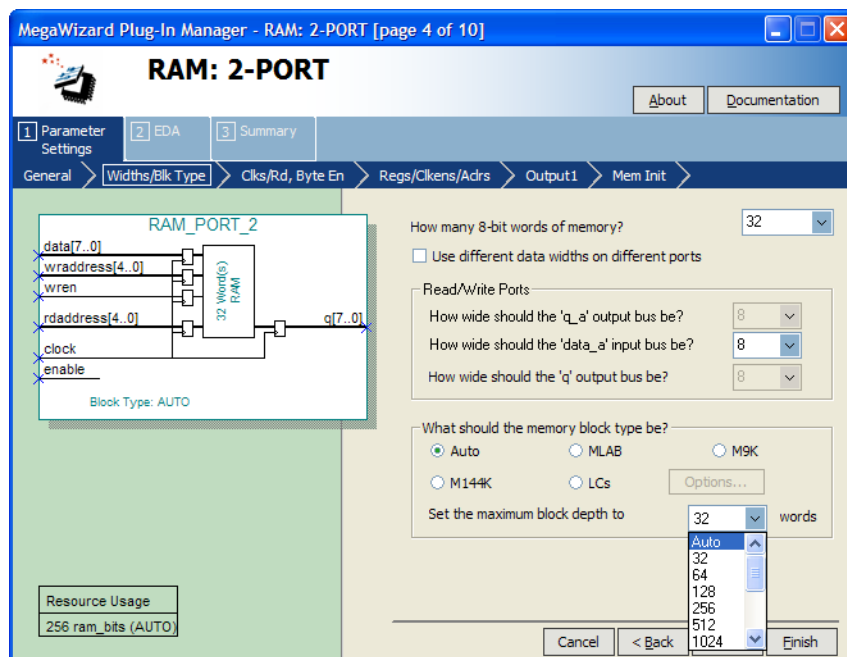 MegaWizard Plug-In Manager - RAM: 2-PORT [page 4 of 10]
RAM: 2-PORT
About
Documentation
1 Parameter Settings
2 EDA
3 Summary
General
Widths/Blk Type
Clks/Rd, Byte En
Regs/Clkens/Adrs
Output1
Mem Init
RAM_PORT_2
data[7..0]
wraddress[4..0]
wren
rdaddress[4..0]
clock
enable
32 Word(s)
RAM
q[7..0]
Block Type: AUTO
Resource Usage
256 ram_bits (AUTO)
How many 8-bit words of memory? 32
Use different data widths on different ports
Read/Write Ports
How wide should the 'q_a' output bus be? 8
How wide should the 'data_a' input bus be? 8
How wide should the 'q' output bus be? 8
What should the memory block type be?
Auto
MLAB
M9K
M144K
LCs
Options...
Set the maximum block depth to 32 words
Auto
32
64
128
256
512
1024
Cancel
< Back
Finish